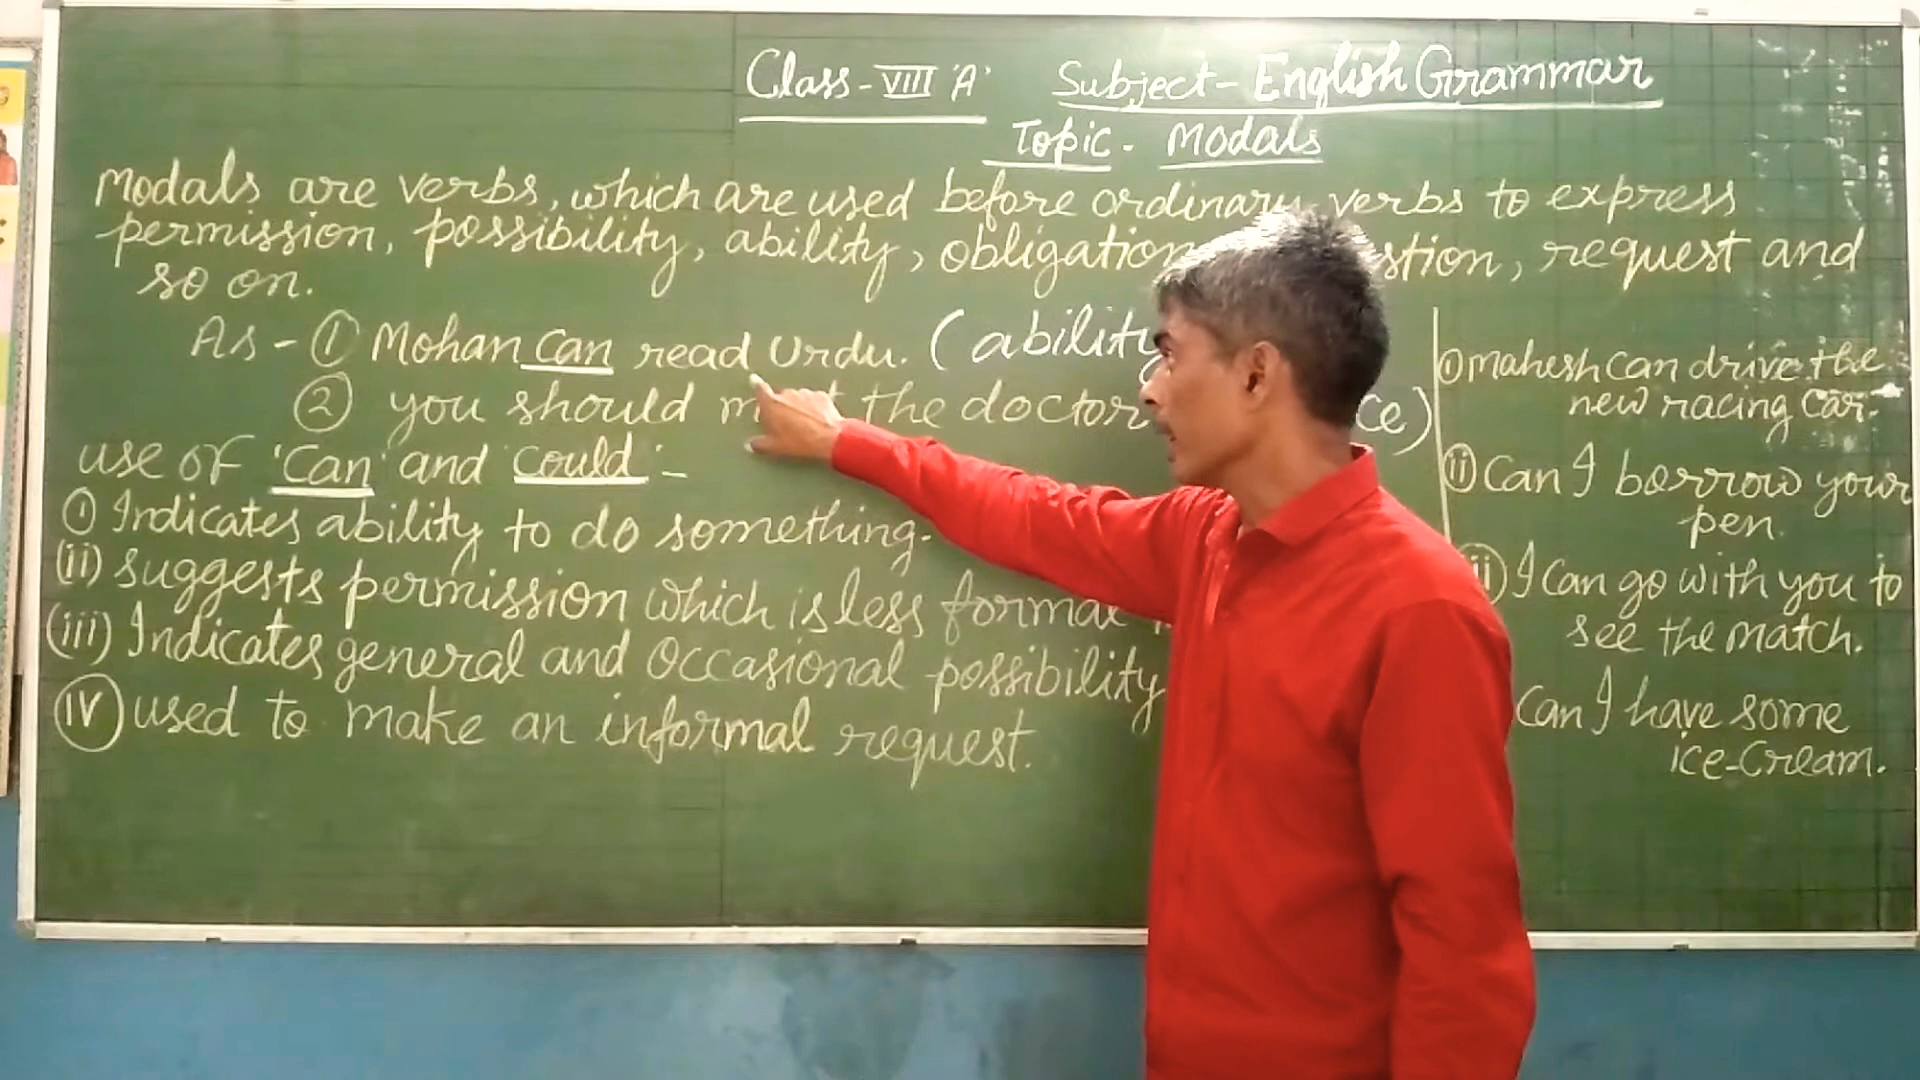 Class-VIII 'A' Subject-English Grammar
Topic - Modals
Modals are verbs, which are used before ordinary verbs to express
permission, possibility, ability, obligation, request and
so on.
As - ① Mohan can read Urdu. (ability
② you should the doctor
use of 'Can' and 'Could' -
(i) Indicates ability to do something.
(ii) suggests permission which is less formal
(iii) Indicates general and occasional possibility
(iv) used to make an informal request.
(i) Mahesh can drive the
new racing car.
(ii) Can I borrow your
pen.
I can go with you to
see the match.
Can I have some
ice-cream.